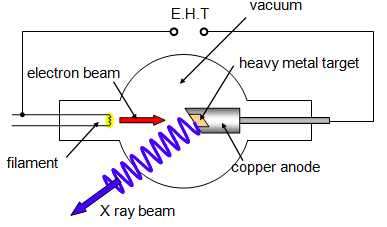 vacuum
E.H.T
heavy metal target
electron beam
filament
copper anode
X ray beam